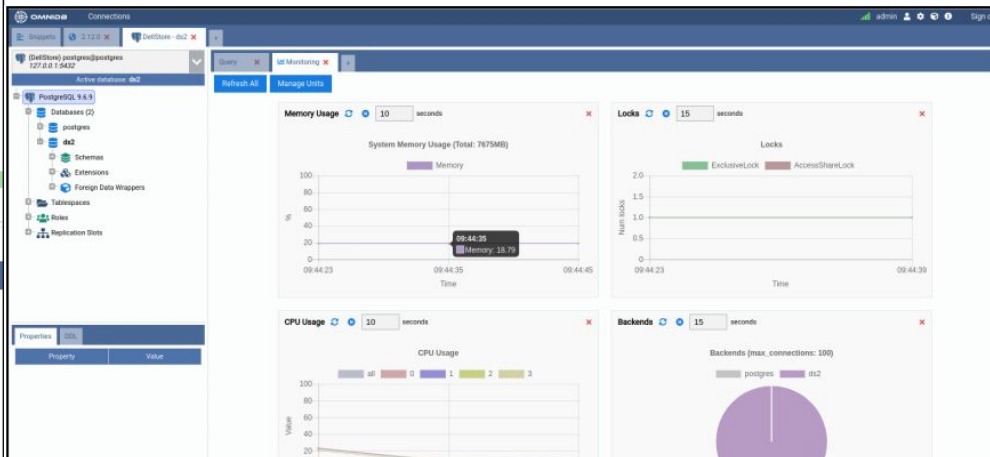 OMNIDB Connections admin Sign
Snippets 2.12.0 DellStore - ds2
(DellStore) postgres@postgres
127.0.0.1:5432
Active database: ds2
PostgreSQL 9.6.9
Databases (2)
postgres
ds2
Schemas
Extensions
Foreign Data Wrappers
Tablespaces
Roles
Replication Slots
Properties DDL
Property Value
Query Monitoring
Refresh All Manage Units
Memory Usage 10 seconds
System Memory Usage (Total: 7675MB)
Memory
100
80
60
40
20
0
%
09:44:35
Memory: 18.79
09:44:23 09:44:35 09:44:45
Time
Locks 15 seconds
Locks
ExclusiveLock AccessShareLock
2.0
1.5
1.0
0.5
0
Num locks
09:44:23 09:44:39
Time
CPU Usage 10 seconds
CPU Usage
all 0 1 2 3
100
80
60
40
20
Value
Backends 15 seconds
Backends (max_connections: 100)
postgres ds2